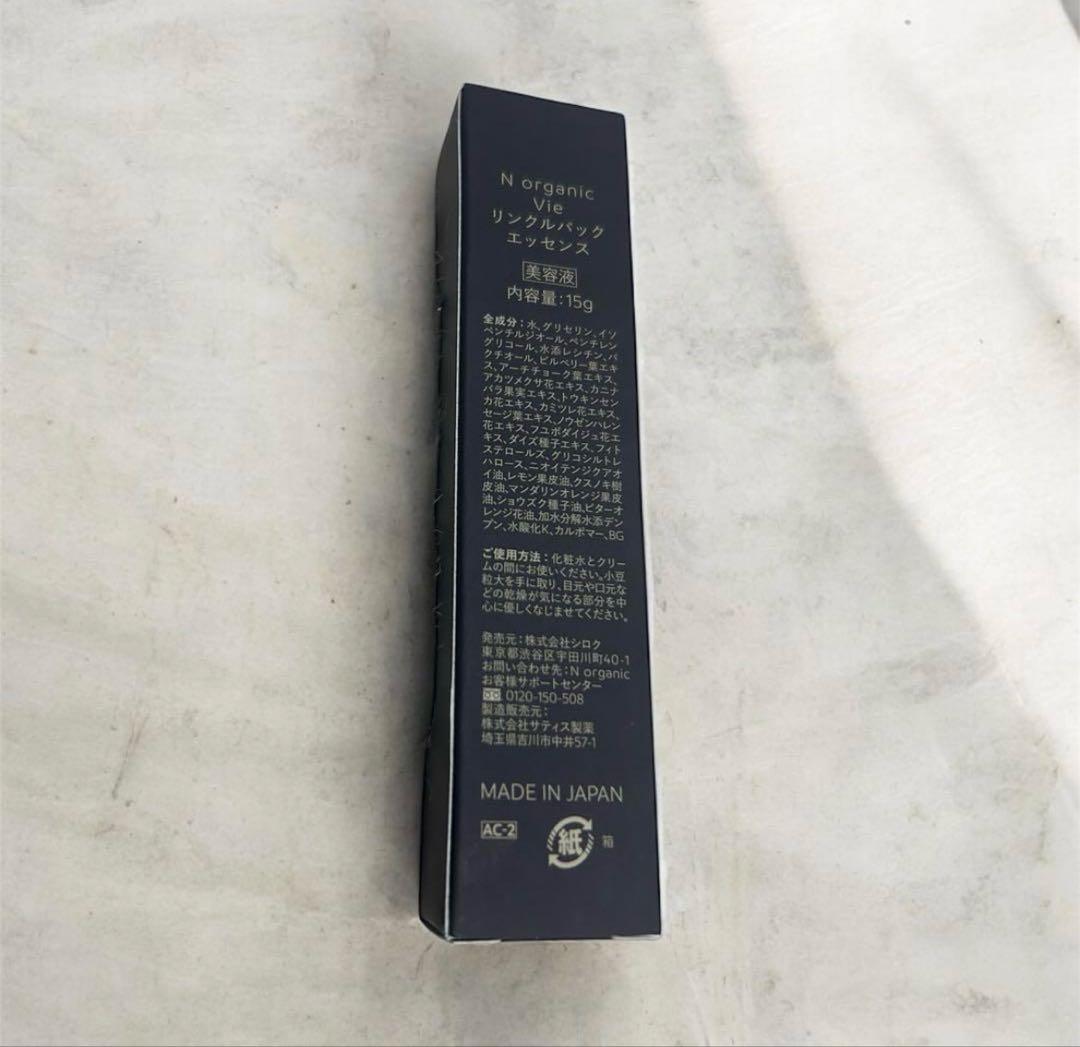 N organic
Vie
リンクルパック
エッセンス
美容液
内容量:15g
全成分:水、グリセリン、イソ
ペンチルジオール、ペンチレン
グリコール、水添レシチン、バ
クチオール、ビルベリー葉エキ
ス、アーチチョーク葉エキス、
アカツメクサ花エキス、カニナ
バラ果実エキス、トウキンセン
カ花エキス、カミツレ花エキス、
セージ葉エキス、ノウゼンハレン
花エキス、フユボダイジュ花エ
キス、ダイズ種子エキス、フィト
ステロールズ、グリコシルトレ
ハロース、ニオイテンジクアオ
イ油、レモン果皮油、クスノキ樹
皮油、マンダリンオレンジ果皮
油、ショウズク種子油、ビターオ
レンジ花油、加水分解水添デン
プン、水酸化K、カルボマー、BG
ご使用方法:化粧水とクリー
ムの間にお使いください。小豆
粒大を手に取り、目元や口元な
どの乾燥が気になる部分を中
心に優しくなじませてください。
発売元:株式会社シロク
東京都渋谷区宇田川町40-1
お問い合わせ先:N organic
お客様サポートセンター
0120-150-508
製造販売元:
株式会社サティス製薬
埼玉県吉川市中井57-1
MADE IN JAPAN
AC-2
紙
箱